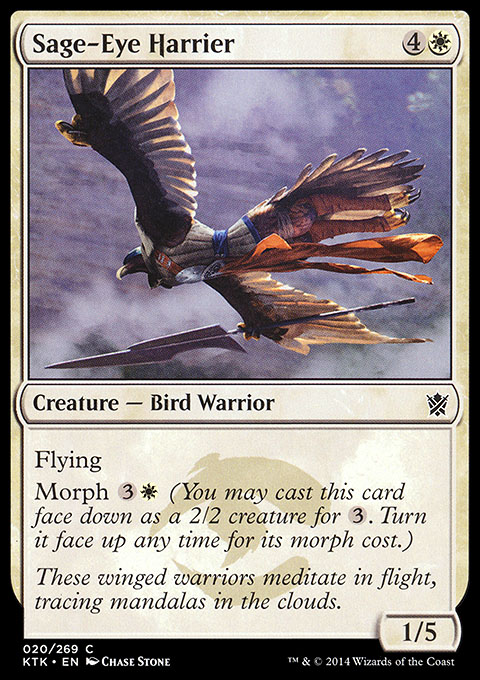 Sage-Eye Harrier 4
Creature — Bird Warrior
Flying
Morph 3 (You may cast this card
face down as a 2/2 creature for 3. Turn
it face up any time for its morph cost.)
These winged warriors meditate in flight,
tracing mandalas in the clouds.
1/5
020/269 C
KTK • EN Chase Stone
™ & © 2014 Wizards of the Coast